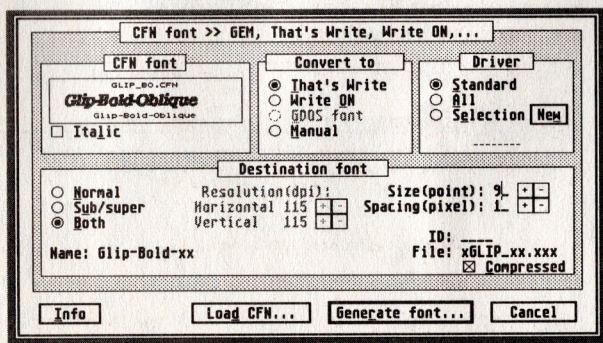 CFN font >> GEM, That's Write, Write ON,...
CFN font
GLIP_BO.CFN
Glip-Bold-Oblique
Glip-Bold-Oblique
Italic
Convert to
That's Write
Write ON
GDOS font
Manual
Driver
Standard
All
Selection New
--------
Destination font
Normal
Sub/super
Both
Name: Glip-Bold-xx
Resolution(dpi):
Horizontal 115 + -
Vertical 115 + -
Size(point): 9_ + -
Spacing(pixel): 1_ + -
ID: ____
File: xGLIP_xx.xxx
Compressed
Info Load CFN... Generate font... Cancel